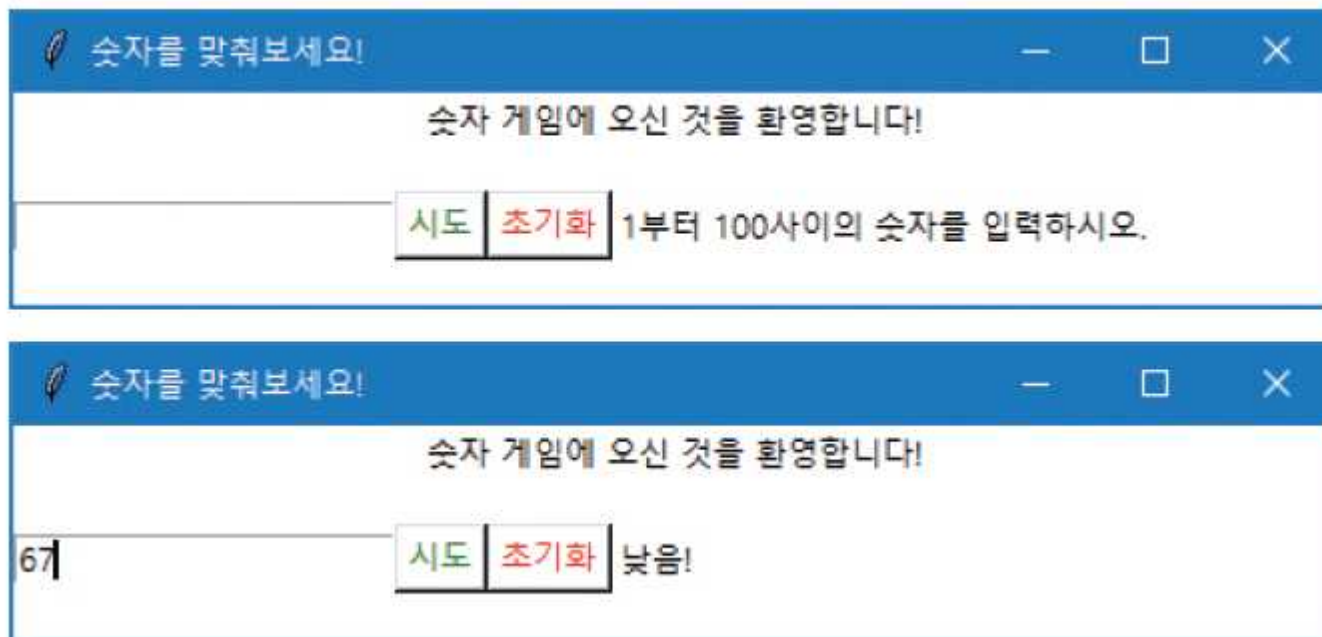 숫자를 맞춰보세요!
숫자 게임에 오신 것을 환영합니다!
시도 초기화 1부터 100사이의 숫자를 입력하시오.
숫자를 맞춰보세요!
숫자 게임에 오신 것을 환영합니다!
67 시도 초기화 낮음!